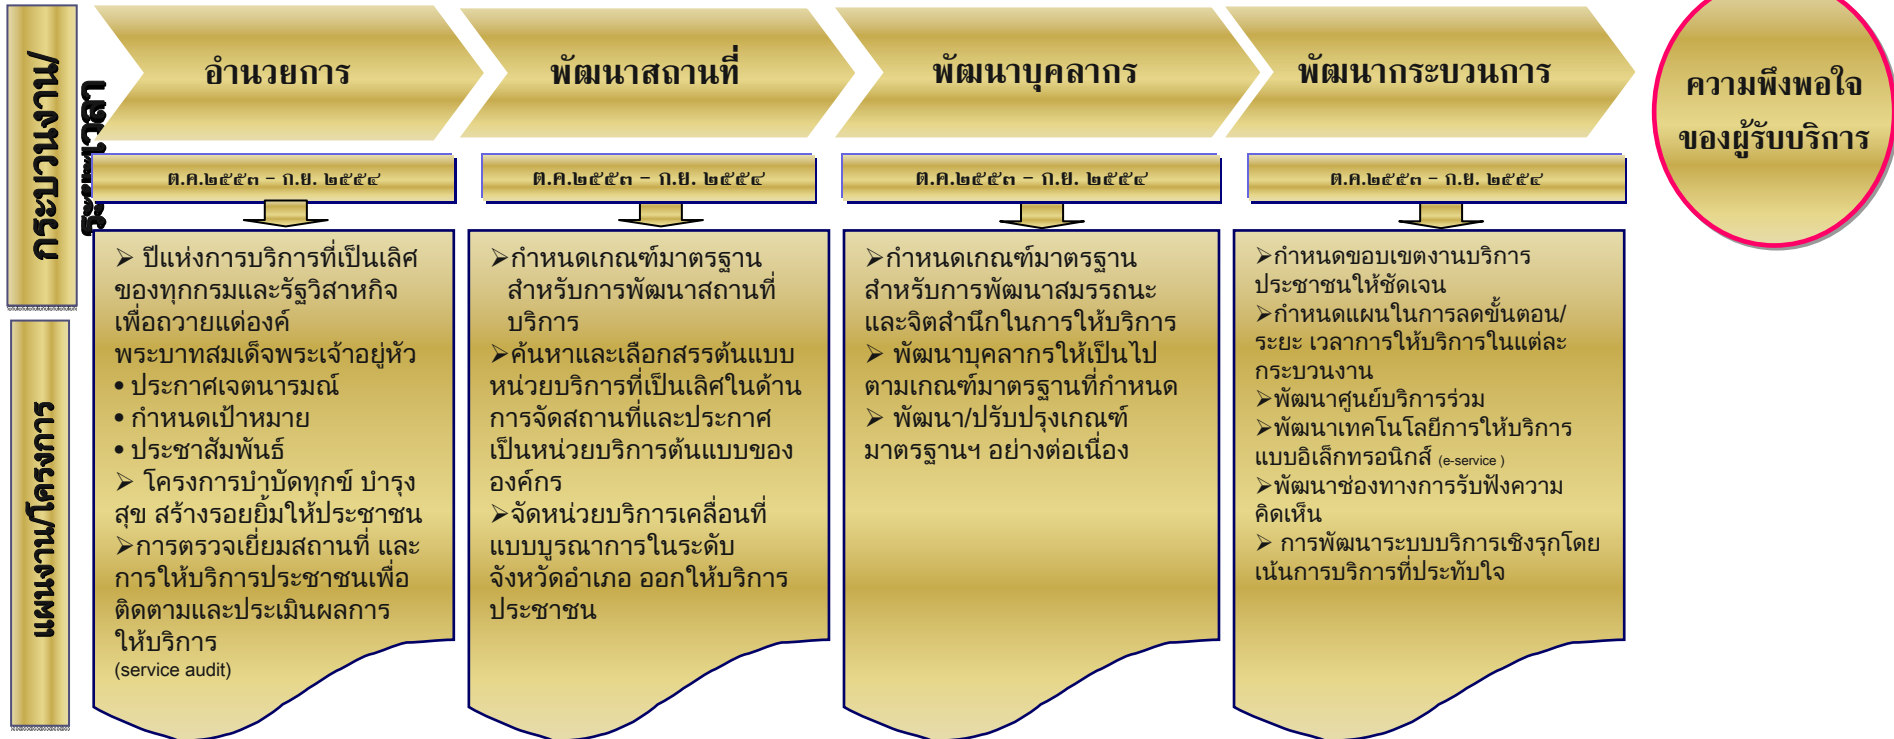 กระบวนงาน/
ระยะเวลา
อำนวยการ
พัฒนาสถานที่
พัฒนาบุคลากร
พัฒนากระบวนการ
ความพึงพอใจ
ของผู้รับบริการ
ต.ค.๒๕๕๓ - ก.ย. ๒๕๕๔
ต.ค.๒๕๕๓ - ก.ย. ๒๕๕๔
ต.ค.๒๕๕๓ - ก.ย. ๒๕๕๔
ต.ค.๒๕๕๓ - ก.ย. ๒๕๕๔
แผนงาน/โครงการ
➢ ปีแห่งการบริการที่เป็นเลิศ
ของทุกกรมและรัฐวิสาหกิจ
เพื่อถวายแด่องค์
พระบาทสมเด็จพระเจ้าอยู่หัว
• ประกาศเจตนารมณ์
• กำหนดเป้าหมาย
• ประชาสัมพันธ์
➢ โครงการบำบัดทุกข์ บำรุง
สุข สร้างรอยยิ้มให้ประชาชน
➢การตรวจเยี่ยมสถานที่ และ
การให้บริการประชาชนเพื่อ
ติดตามและประเมินผลการ
ให้บริการ
(service audit)
➢กำหนดเกณฑ์มาตรฐาน
สำหรับการพัฒนาสถานที่
บริการ
➢ค้นหาและเลือกสรรต้นแบบ
หน่วยบริการที่เป็นเลิศในด้าน
การจัดสถานที่และประกาศ
เป็นหน่วยบริการต้นแบบของ
องค์กร
➢จัดหน่วยบริการเคลื่อนที่
แบบบูรณาการในระดับ
จังหวัดอำเภอ ออกให้บริการ
ประชาชน
➢กำหนดเกณฑ์มาตรฐาน
สำหรับการพัฒนาสมรรถนะ
และจิตสำนึกในการให้บริการ
➢ พัฒนาบุคลากรให้เป็นไป
ตามเกณฑ์มาตรฐานที่กำหนด
➢ พัฒนา/ปรับปรุงเกณฑ์
มาตรฐานฯ อย่างต่อเนื่อง
➢กำหนดขอบเขตงานบริการ
ประชาชนให้ชัดเจน
➢กำหนดแผนในการลดขั้นตอน/
ระยะ เวลาการให้บริการในแต่ละ
กระบวนงาน
➢พัฒนาศูนย์บริการร่วม
➢พัฒนาเทคโนโลยีการให้บริการ
แบบอิเล็กทรอนิกส์ (e-service )
➢พัฒนาช่องทางการรับฟังความ
คิดเห็น
➢ การพัฒนาระบบบริการเชิงรุกโดย
เน้นการบริการที่ประทับใจ